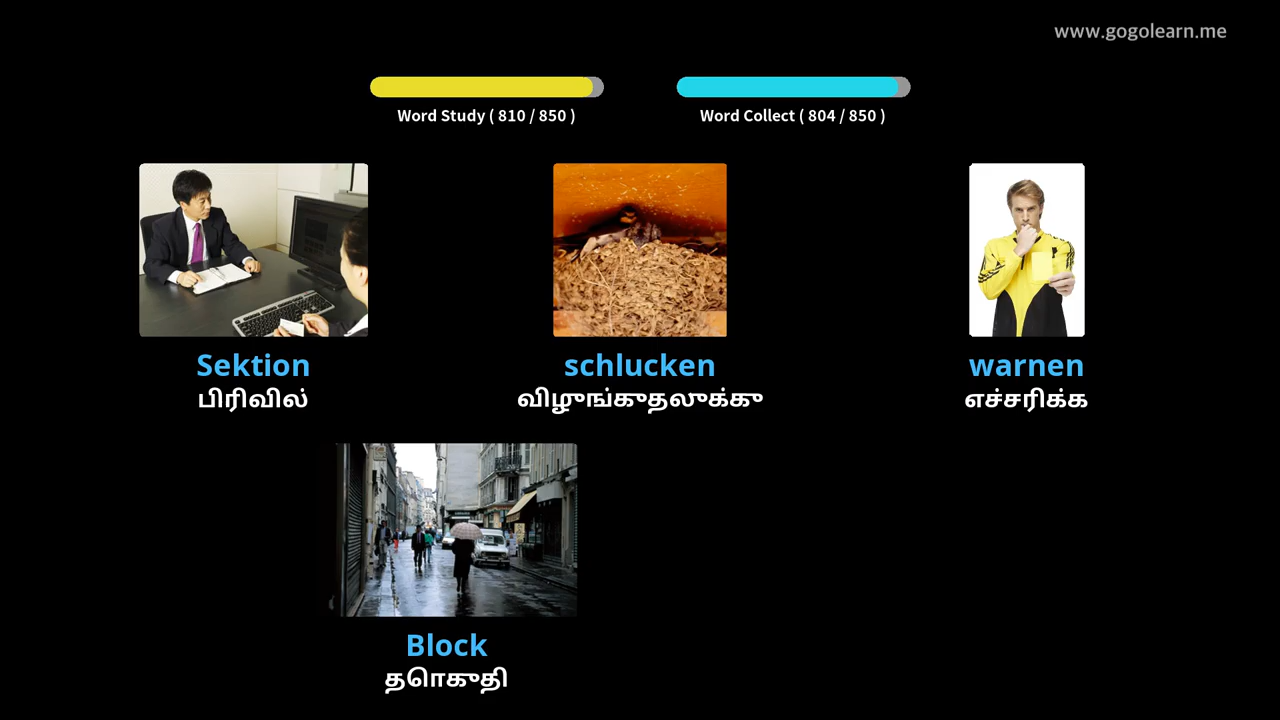 www.gogolearn.me
Word Study ( 810 / 850 )
Word Collect ( 804 / 850 )
Sektion
பிரிவில்
schlucken
விழுங்குதலுக்கு
warnen
எச்சரிக்க
Block
தொகுதி